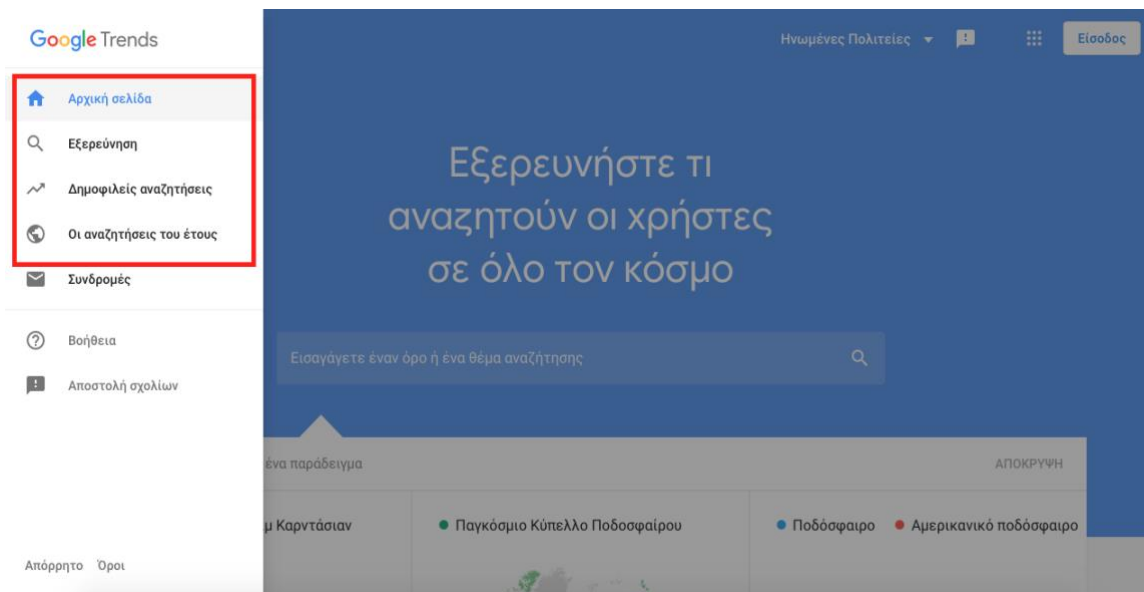 Google Trends
Αρχική σελίδα
Εξερεύνηση
Δημοφιλείς αναζητήσεις
Οι αναζητήσεις του έτους
Συνδρομές
Βοήθεια
Αποστολή σχολίων
Απόρρητο Όροι
Ηνωμένες Πολιτείες
Είσοδος
Εξερευνήστε τι
αναζητούν οι χρήστες
σε όλο τον κόσμο
Εισαγάγετε έναν όρο ή ένα θέμα αναζήτησης
ένα παράδειγμα
ΑΠΟΚΡΥΨΗ
μ Καρντάσιαν
Παγκόσμιο Κύπελλο Ποδοσφαίρου
Ποδόσφαιρο Αμερικανικό ποδόσφαιρο